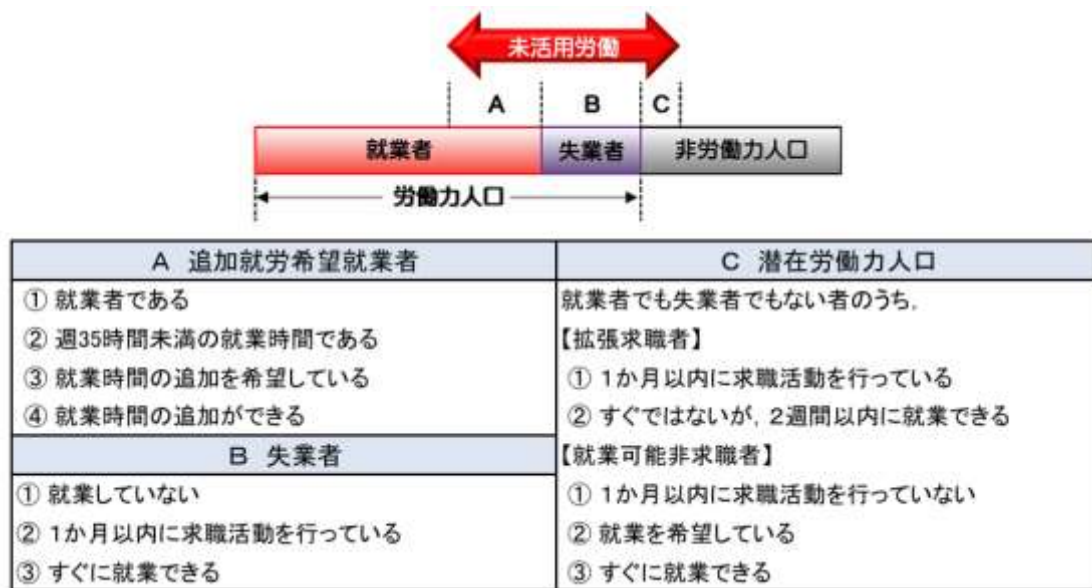 未活用労働
A B C
就業者 失業者 非労働力人口
労働力人口
A 追加就労希望就業者
① 就業者である
② 週35時間未満の就業時間である
③ 就業時間の追加を希望している
④ 就業時間の追加ができる
B 失業者
① 就業していない
② 1か月以内に求職活動を行っている
③ すぐに就業できる
C 潜在労働力人口
就業者でも失業者でもない者のうち,
【拡張求職者】
① 1か月以内に求職活動を行っている
② すぐではないが, 2週間以内に就業できる
【就業可能非求職者】
① 1か月以内に求職活動を行っていない
② 就業を希望している
③ すぐに就業できる